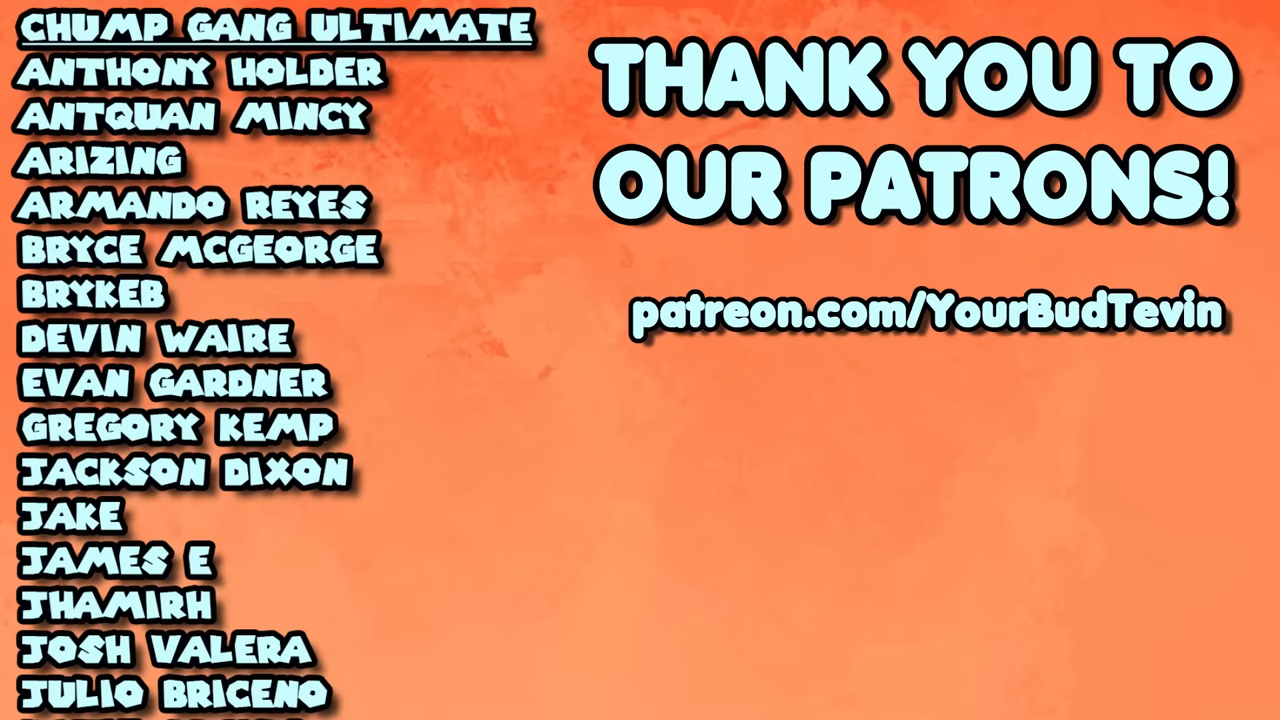 CHUMP GANG ULTIMATE
ANTHONY HOLDER
ANTQUAN MINCY
ARIZING
ARMANDO REYES
BRYCE MCGEORGE
BRYKEB
DEVIN WAIRE
EVAN GARDNER
GREGORY KEMP
JACKSON DIXON
JAKE
JAMES E
JHAMIRH
JOSH VALERA
JULIO BRICENO
THANK YOU TO
OUR PATRONS!
patreon.com/YourBudTevin